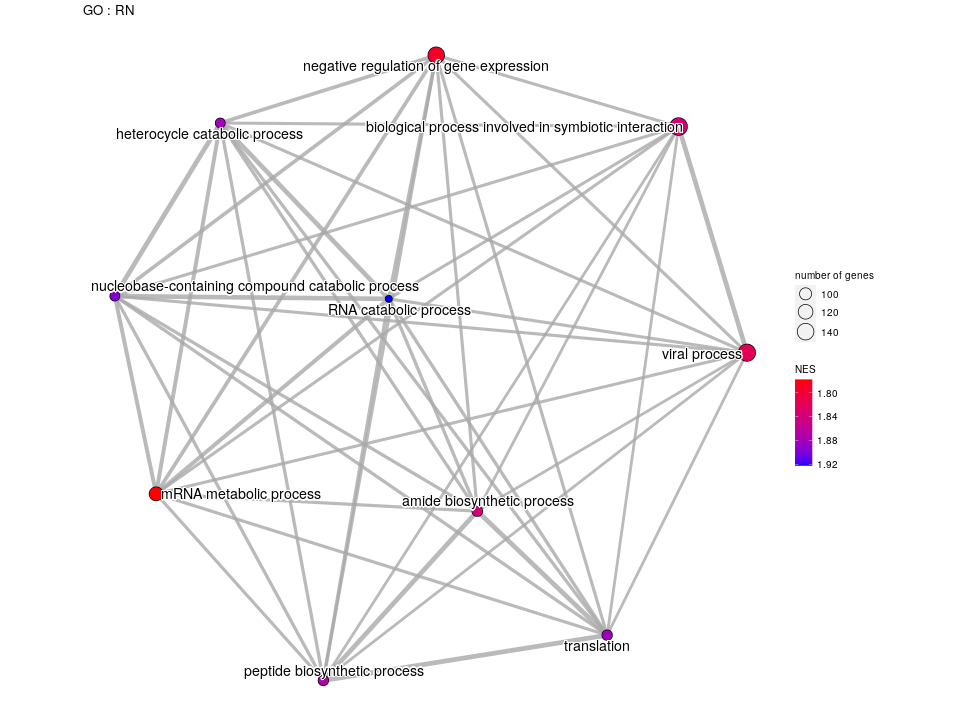 GO : RN
negative regulation of gene expression
heterocycle catabolic process
biological process involved in symbiotic interaction
nucleobase-containing compound catabolic process
RNA catabolic process
viral process
mRNA metabolic process
amide biosynthetic process
translation
peptide biosynthetic process
number of genes
100
120
140
NES
1.80
1.84
1.88
1.92